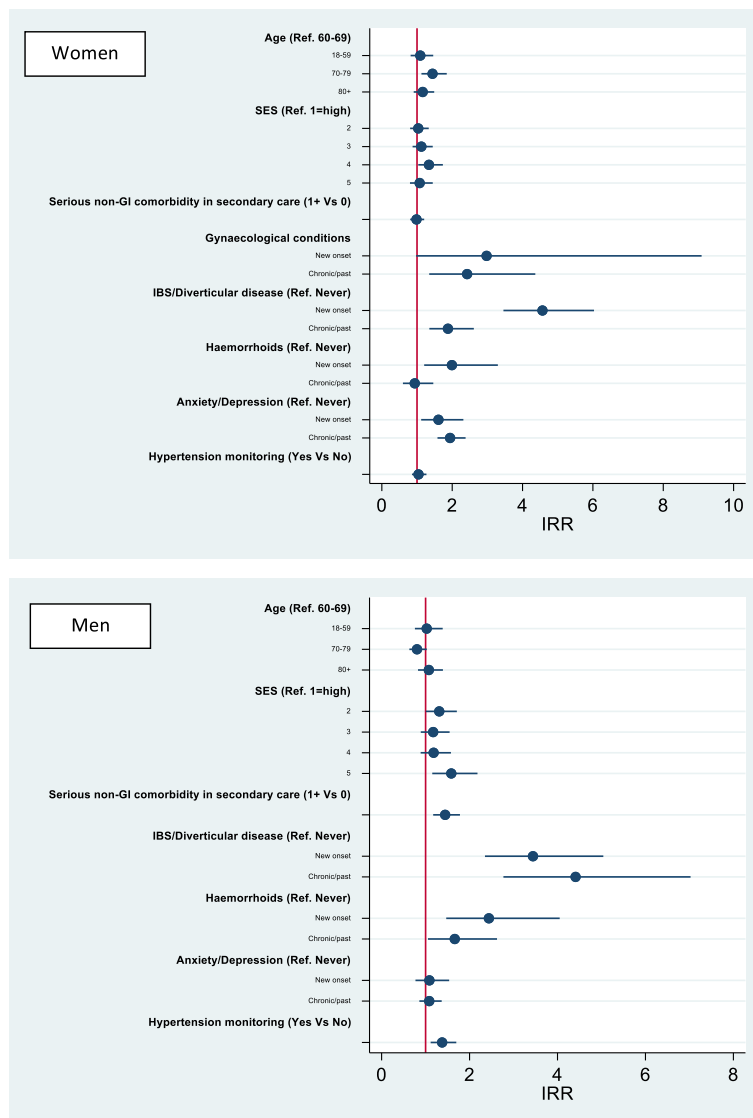 Women
Age (Ref. 60-69)
18-59
70-79
80+
SES (Ref. 1=high)
2
3
4
5
Serious non-GI comorbidity in secondary care (1+ Vs 0)
Gynaecological conditions
New onset
Chronic/past
IBS/Diverticular disease (Ref. Never)
New onset
Chronic/past
Haemorrhoids (Ref. Never)
New onset
Chronic/past
Anxiety/Depression (Ref. Never)
New onset
Chronic/past
Hypertension monitoring (Yes Vs No)
0 2 4 6 8 10
IRR
Men
Age (Ref. 60-69)
18-59
70-79
80+
SES (Ref. 1=high)
2
3
4
5
Serious non-GI comorbidity in secondary care (1+ Vs 0)
IBS/Diverticular disease (Ref. Never)
New onset
Chronic/past
Haemorrhoids (Ref. Never)
New onset
Chronic/past
Anxiety/Depression (Ref. Never)
New onset
Chronic/past
Hypertension monitoring (Yes Vs No)
0 2 4 6 8
IRR